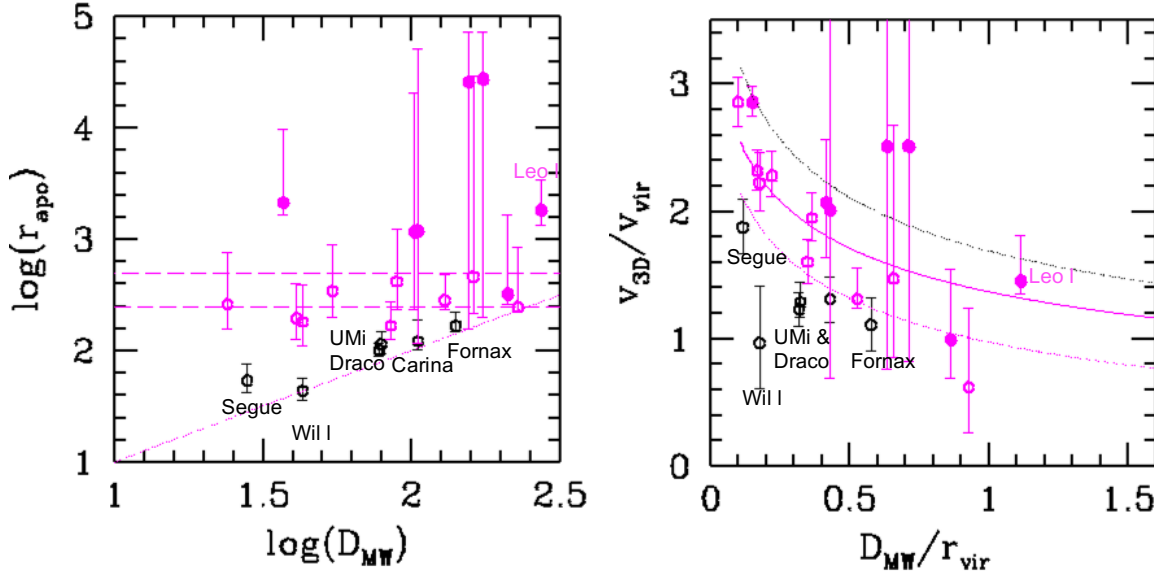 5
4
3
2
1
log(r_apo)
Leo I
UMi
Draco
Carina
Fornax
Segue
Wil I
1
1.5
2
2.5
log(D_MW)
3
2
1
0
v_3D/v_vir
Segue
Leo I
UMi &
Draco
Fornax
Wil I
0
0.5
1
1.5
D_MW/r_vir